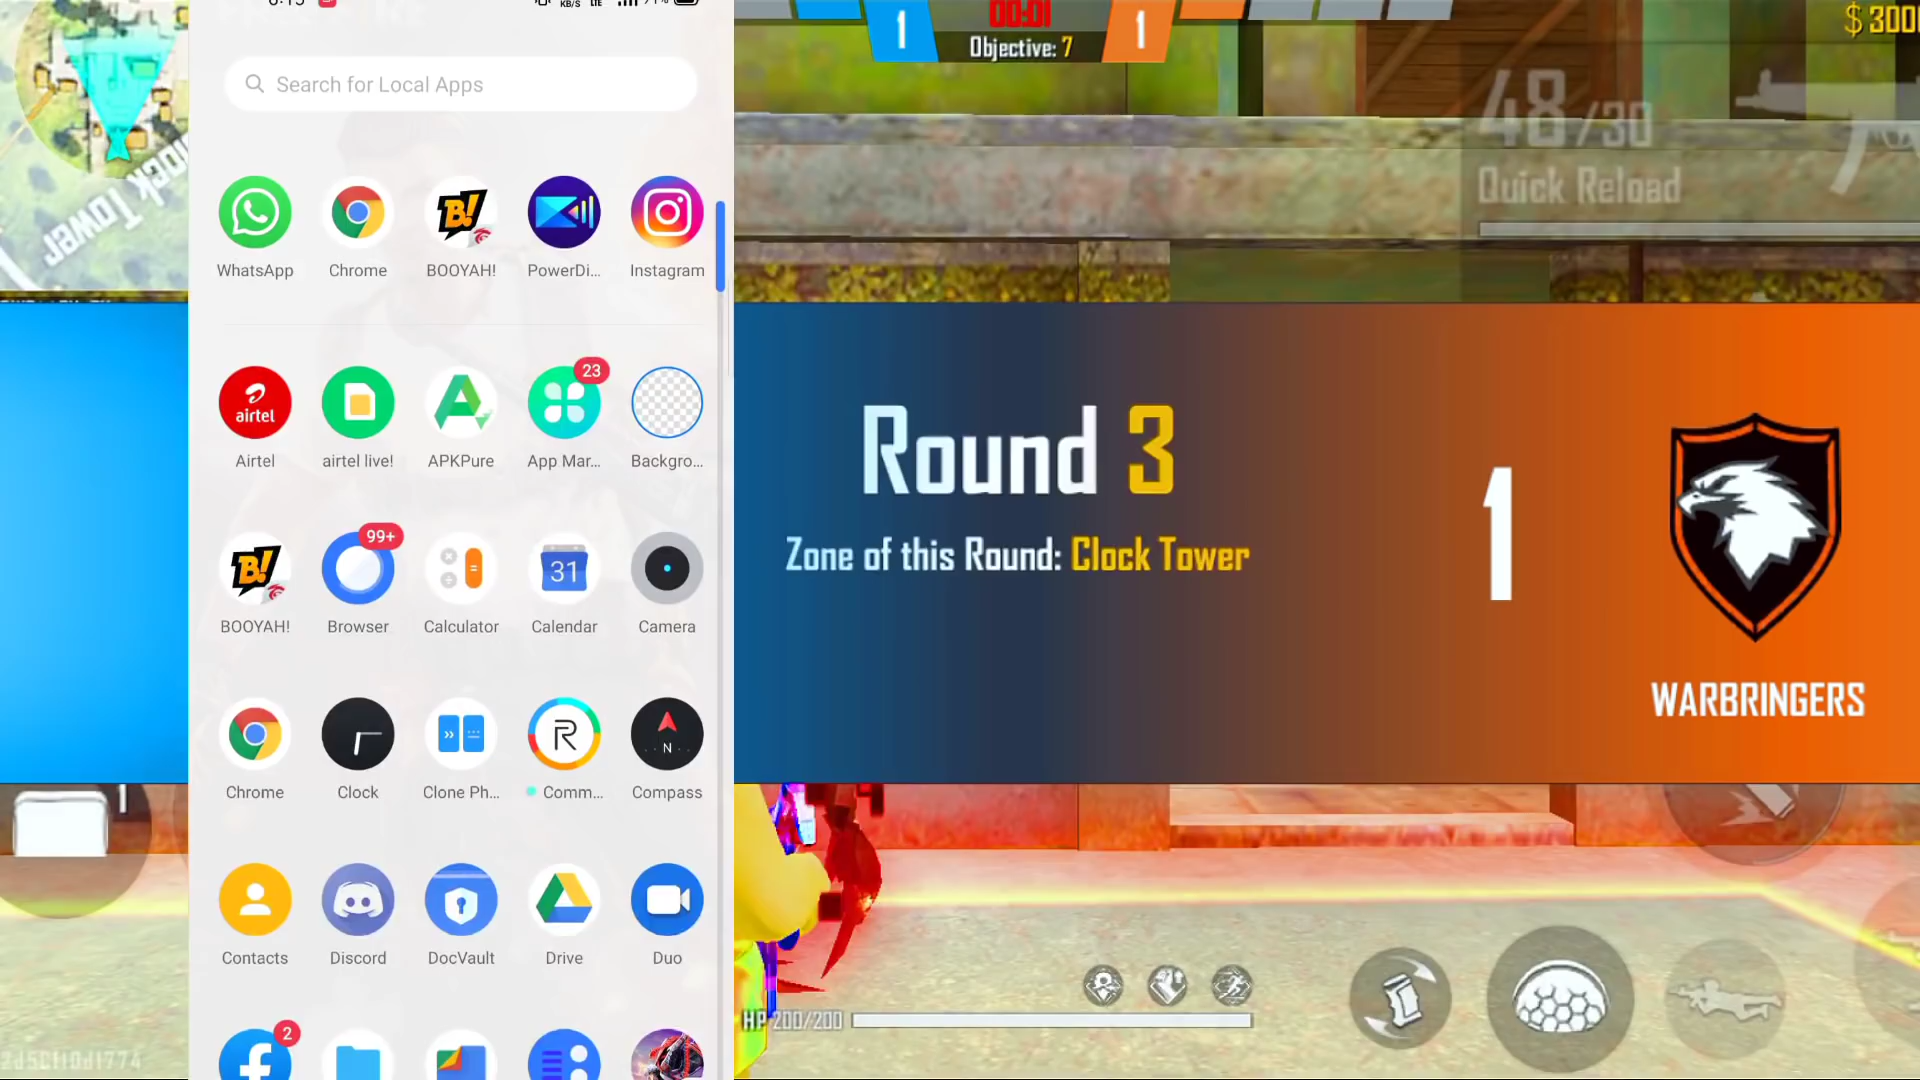 Search for Local Apps
WhatsApp
Chrome
BOOYAH!
PowerDi...
Instagram
airtel
23
Airtel
airtel live!
APKPure
App Mar...
Backgro...
99+
31
BOOYAH!
Browser
Calculator
Calendar
Camera
R
N
Chrome
Clock
Clone Ph...
Comm...
Compass
Contacts
Discord
DocVault
Drive
Duo
2
1
00:01
1
Objective: 7
48/30
Quick Reload
Round 3
Zone of this Round: Clock Tower
1
WARBRINGERS
HP 200/200
1
Tower